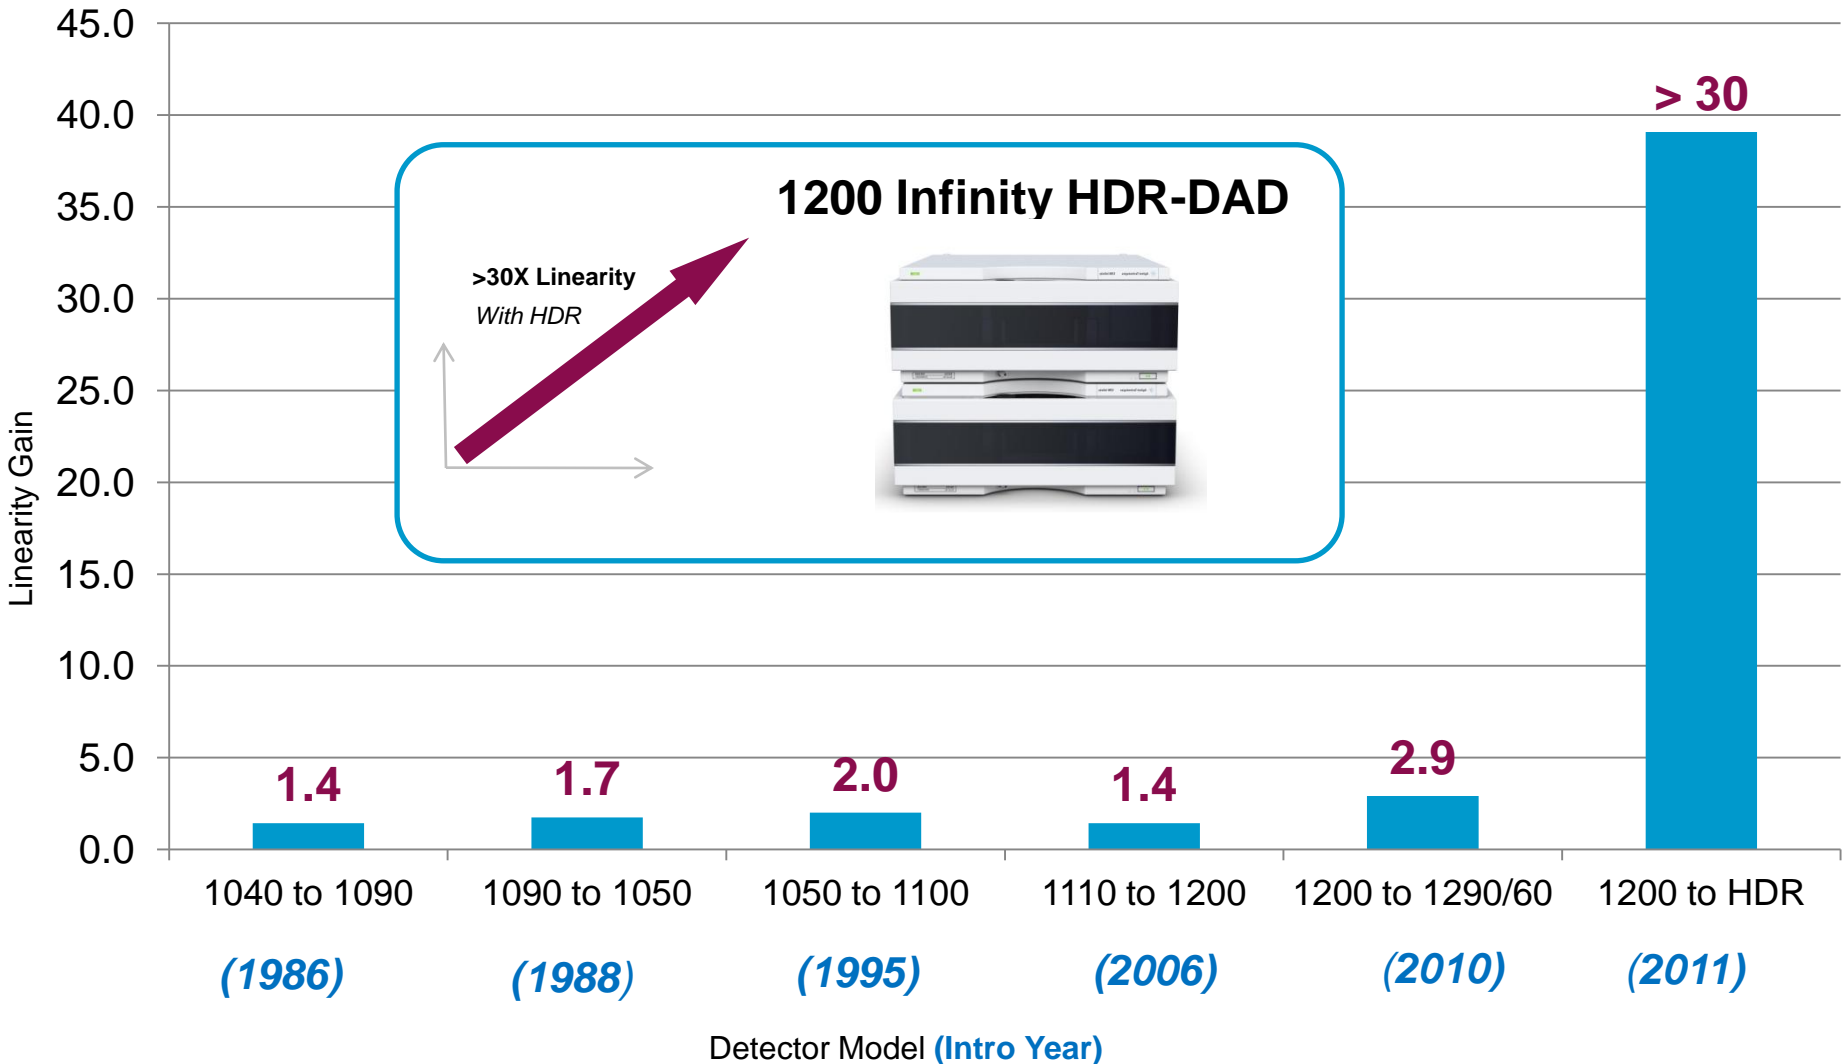 45.0
40.0
35.0
30.0
25.0
20.0
15.0
10.0
5.0
0.0
Linearity Gain
1200 Infinity HDR-DAD
>30X Linearity
With HDR
1.4
1.7
2.0
1.4
2.9
> 30
1040 to 1090
1090 to 1050
1050 to 1100
1110 to 1200
1200 to 1290/60
1200 to HDR
(1986)
(1988)
(1995)
(2006)
(2010)
(2011)
Detector Model (Intro Year)